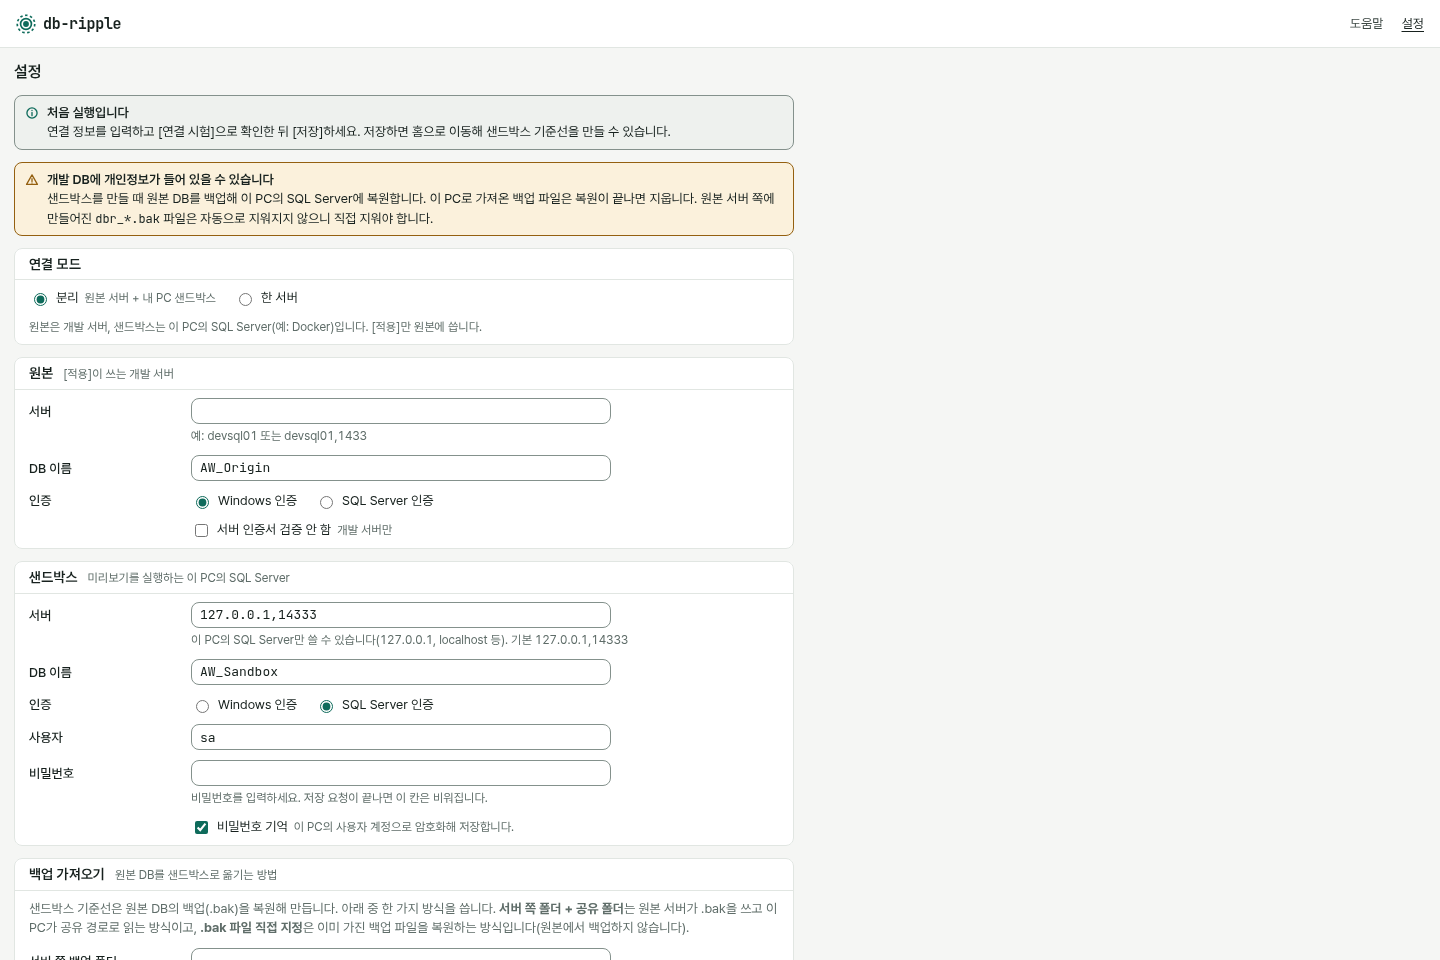 db-ripple
도움말 설정
설정
처음 실행입니다
연결 정보를 입력하고 [연결 시험]으로 확인한 뒤 [저장]하세요. 저장하면 홈으로 이동해 샌드박스 기준선을 만들 수 있습니다.
개발 DB에 개인정보가 들어 있을 수 있습니다
샌드박스를 만들 때 원본 DB를 백업해 이 PC의 SQL Server에 복원합니다. 이 PC로 가져온 백업 파일은 복원이 끝나면 지웁니다. 원본 서버 쪽에
만들어진 dbr_*.bak 파일은 자동으로 지워지지 않으니 직접 지워야 합니다.
연결 모드
분리 원본 서버 + 내 PC 샌드박스 한 서버
원본은 개발 서버, 샌드박스는 이 PC의 SQL Server(예: Docker)입니다. [적용]만 원본에 씁니다.
원본 [적용]이 쓰는 개발 서버
서버
예: devsql01 또는 devsql01,1433
DB 이름 AW_Origin
인증 Windows 인증 SQL Server 인증
서버 인증서 검증 안 함 개발 서버만
샌드박스 미리보기를 실행하는 이 PC의 SQL Server
서버 127.0.0.1,14333
이 PC의 SQL Server만 쓸 수 있습니다(127.0.0.1, localhost 등). 기본 127.0.0.1,14333
DB 이름 AW_Sandbox
인증 Windows 인증 SQL Server 인증
사용자 sa
비밀번호
비밀번호를 입력하세요. 저장 요청이 끝나면 이 칸은 비워집니다.
비밀번호 기억 이 PC의 사용자 계정으로 암호화해 저장합니다.
백업 가져오기 원본 DB를 샌드박스로 옮기는 방법
샌드박스 기준선은 원본 DB의 백업(.bak)을 복원해 만듭니다. 아래 중 한 가지 방식을 씁니다. 서버 쪽 폴더 + 공유 폴더는 원본 서버가 .bak을 쓰고 이
PC가 공유 경로로 읽는 방식이고, .bak 파일 직접 지정은 이미 가진 백업 파일을 복원하는 방식입니다(원본에서 백업하지 않습니다).
서버 쪽 백업 폴더